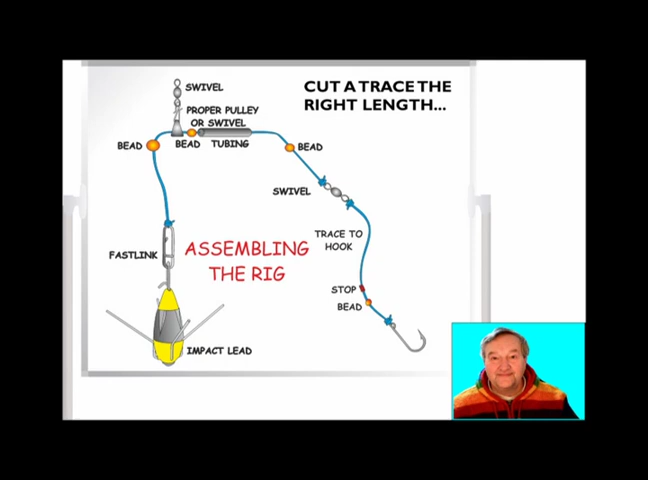 CUT A TRACE THE
RIGHT LENGTH...
SWIVEL
PROPER PULLEY
OR SWIVEL
BEAD
BEAD
TUBING
BEAD
SWIVEL
TRACE TO
HOOK
FASTLINK
ASSEMBLING
THE RIG
STOP
BEAD
IMPACT LEAD